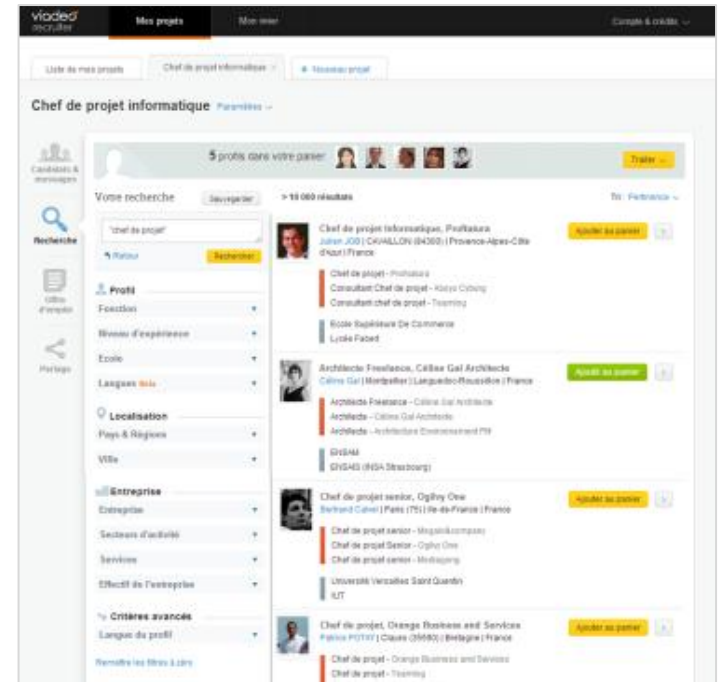 viadeo
recruiter
Mes projets
Compte & crédits
Liste de mes projets
Chef de projet informatique
+ Nouveau projet
Chef de projet informatique
Paramètres
Candidats &
messages
Recherche
Offre
d'emploi
Partage
5 profils dans votre panier
Traiter
Votre recherche
Sauvegarder
"chef de projet"
Retour
Rechercher
Profil
Fonction
Niveau d'expérience
Ecole
Langues Beta
Localisation
Pays & Régions
Ville
Entreprise
Entreprise
Secteurs d'activité
Services
Effectif de l'entreprise
Critères avancés
Langue du profil
Remettre les filtres à zéro
> 10 000 résultats
Tri : Pertinence
Chef de projet informatique, Profilatura
Julien JOB | CAVAILLON (84300) | Provence-Alpes-Côte
d'Azur | France
Ajouter au panier
Chef de projet - Profilatura
Consultant Chef de projet -
Consultant chef de projet - Teaming
Ecole Supérieure De Commerce
Lycée Fabert
Architecte Freelance, Céline Gal Architecte
Céline Gal | Montpellier | Languedoc-Roussillon | France
Ajouté au panier
Architecte Freelance - Céline Gal Architecte
Architecte - Céline Gal Architecte
Architecte - Architecture Environnement
ENSAM
ENSAIS (INSA Strasbourg)
Chef de projet senior, Ogilvy One
Bertrand Calvet | Paris (75) | Ile-de-France | France
Ajouter au panier
Chef de projet senior -
Chef de projet Senior - Ogilvy One
Chef de projet senior -
Université Versailles Saint Quentin
IUT
Chef de projet, Orange Business and Services
Patrice POTAY | (35680) | Bretagne | France
Ajouter au panier
Chef de projet - Orange Business and Services
Chef de projet - Teaming